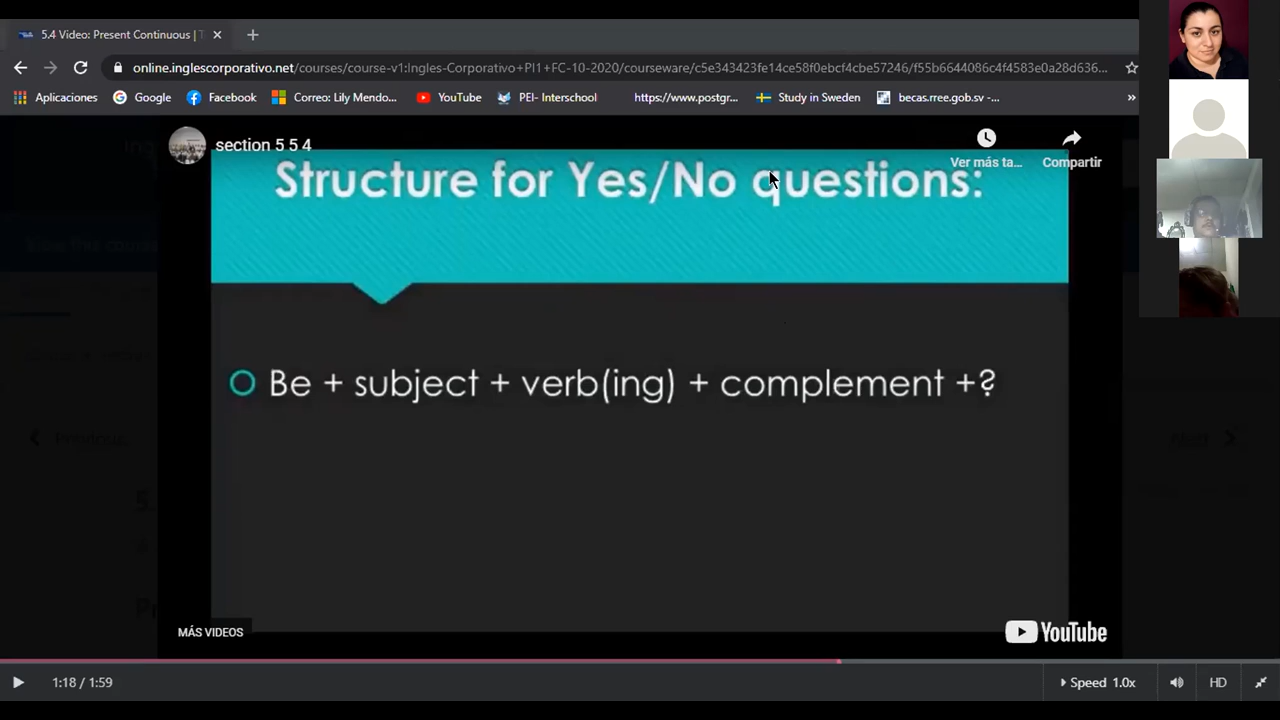 5.4 Video: Present Continuous | T
online.inglescorporativo.net/courses/course-v1:Ingles-Corporativo+PI1+FC-10-2020/courseware/c5e343423fe14ce58f0ebcf4cbe57246/f55b6644086c4f4583e0a28d636...
Aplicaciones Google Facebook Correo: Lily Mendo... YouTube PEI- Interschool https://www.postgr... Study in Sweden becas.rree.gob.sv -... »
section 5 5 4
Ver más ta... Compartir
Structure for Yes/No questions:
Be + subject + verb(ing) + complement +?
Previous
Next
5.
MÁS VIDEOS
YouTube
1:18 / 1:59
Speed 1.0x HD